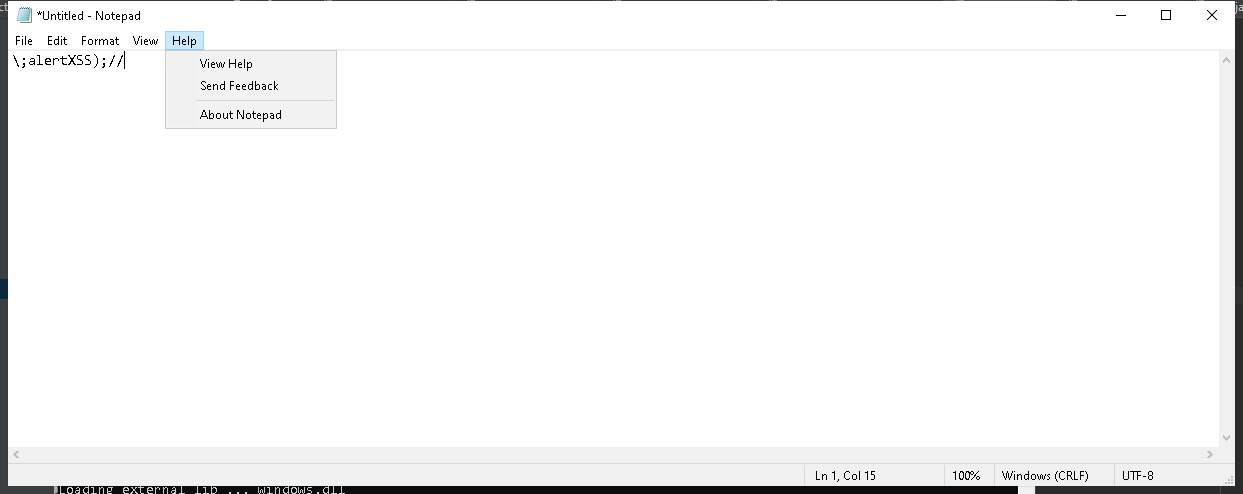 *Untitled - Notepad
File Edit Format View Help
\;alertXSS);//
View Help
Send Feedback
About Notepad
Ln 1, Col 15 100% Windows (CRLF) UTF-8
Loading external lib ... windows.dll